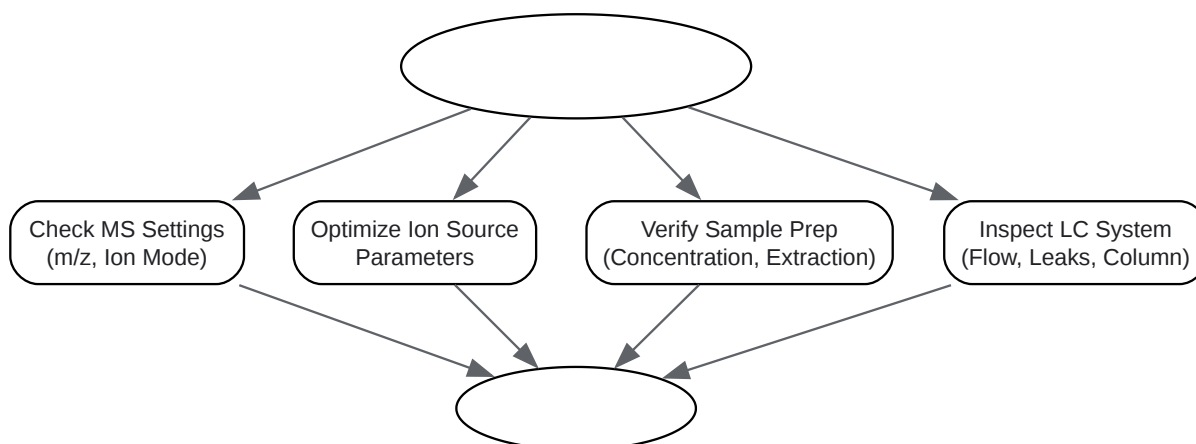 Check MS Settings
(m/z, Ion Mode)
Optimize Ion Source
Parameters
Verify Sample Prep
(Concentration, Extraction)
Inspect LC System
(Flow, Leaks, Column)